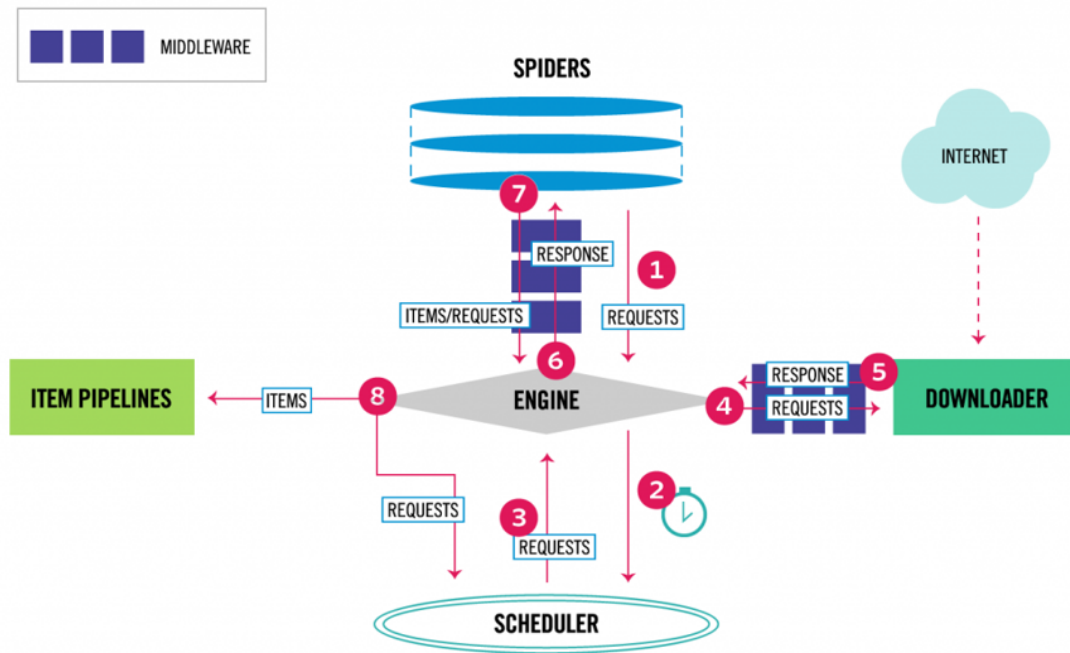 MIDDLEWARE
SPIDERS
INTERNET
7
RESPONSE
1
ITEMS/REQUESTS
REQUESTS
6
RESPONSE
5
ITEM PIPELINES
ITEMS
8
ENGINE
4
REQUESTS
DOWNLOADER
2
REQUESTS
3
REQUESTS
SCHEDULER